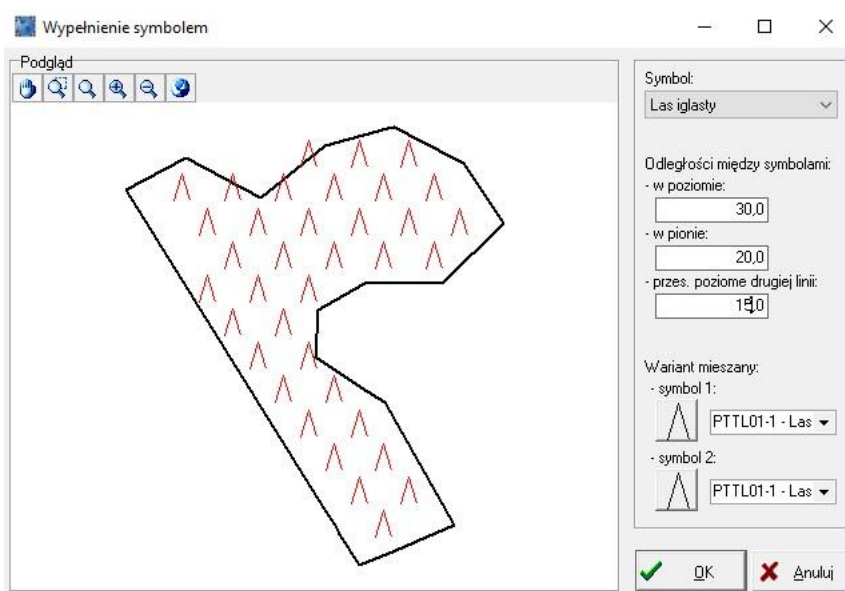 Wypełnienie symbolem
Podgląd
Symbol:
Las iglasty
Odległości między symbolami:
- w poziomie:
30,0
- w pionie:
20,0
- przes. poziome drugiej linii:
15,0
Wariant mieszany:
- symbol 1:
PTTL01-1 - Las
- symbol 2:
PTTL01-1 - Las
OK
Anuluj